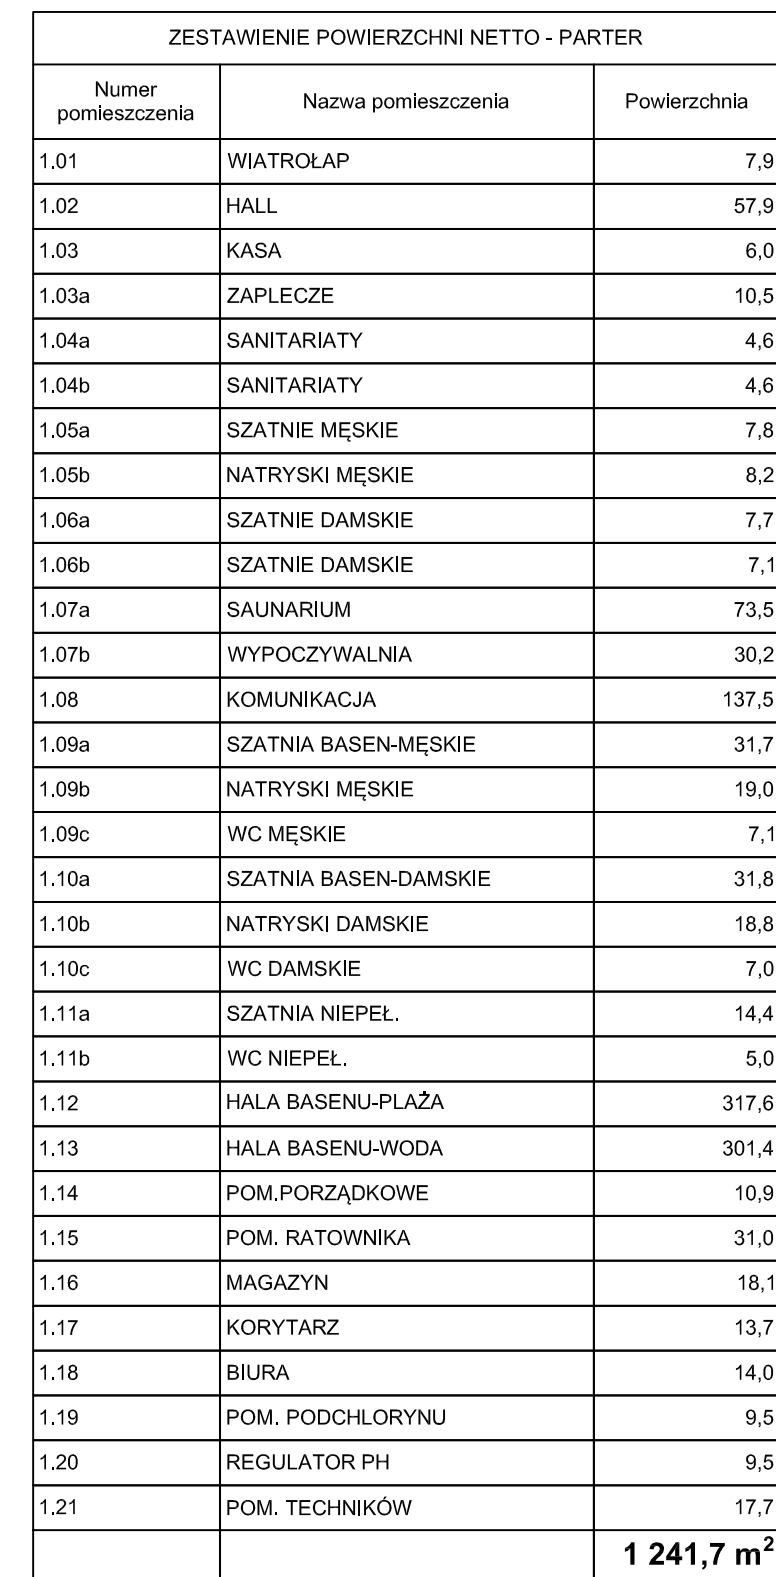 ZESTAWIENIE POWIERZCHNI NETTO - PARTER
Numer pomieszczenia Nazwa pomieszczenia Powierzchnia
1.01 WIATROŁAP 7,9
1.02 HALL 57,9
1.03 KASA 6,0
1.03a ZAPLECZE 10,5
1.04a SANITARIATY 4,6
1.04b SANITARIATY 4,6
1.05a SZATNIE MĘSKIE 7,8
1.05b NATRYSKI MĘSKIE 8,2
1.06a SZATNIE DAMSKIE 7,7
1.06b SZATNIE DAMSKIE 7,1
1.07a SAUNARIUM 73,5
1.07b WYPOCZYWALNIA 30,2
1.08 KOMUNIKACJA 137,5
1.09a SZATNIA BASEN-MĘSKIE 31,7
1.09b NATRYSKI MĘSKIE 19,0
1.09c WC MĘSKIE 7,1
1.10a SZATNIA BASEN-DAMSKIE 31,8
1.10b NATRYSKI DAMSKIE 18,8
1.10c WC DAMSKIE 7,0
1.11a SZATNIA NIEPEŁ. 14,4
1.11b WC NIEPEŁ. 5,0
1.12 HALA BASENU-PLAŻA 317,6
1.13 HALA BASENU-WODA 301,4
1.14 POM.PORZĄDKOWE 10,9
1.15 POM. RATOWNIKA 31,0
1.16 MAGAZYN 18,1
1.17 KORYTARZ 13,7
1.18 BIURA 14,0
1.19 POM. PODCHLORYNU 9,5
1.20 REGULATOR PH 9,5
1.21 POM. TECHNIKÓW 17,7
1 241,7 m²